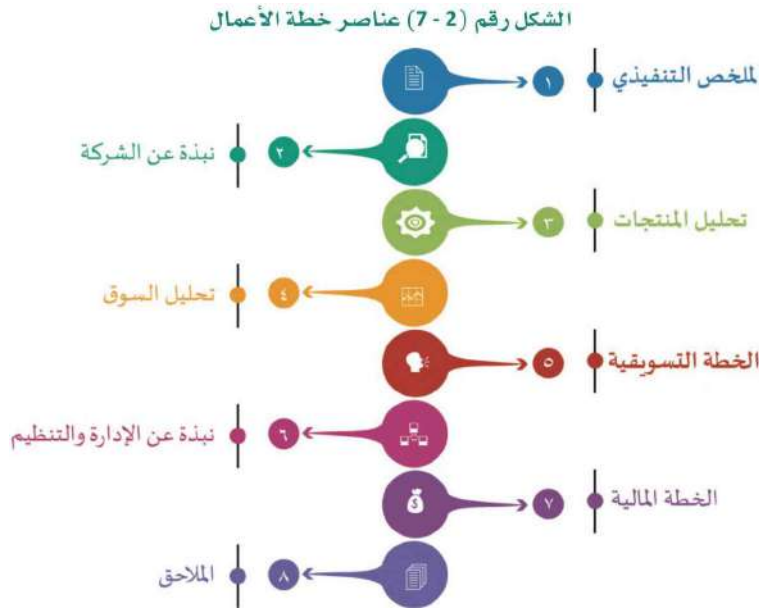 الشكل رقم (2 - 7) عناصر خطة الأعمال
١ لملخص التنفيذي
٢ نبذة عن الشركة
٣ تحليل المنتجات
٤ تحليل السوق
٥ الخطة التسويقية
٦ نبذة عن الإدارة والتنظيم
٧ الخطة المالية
٨ الملاحق